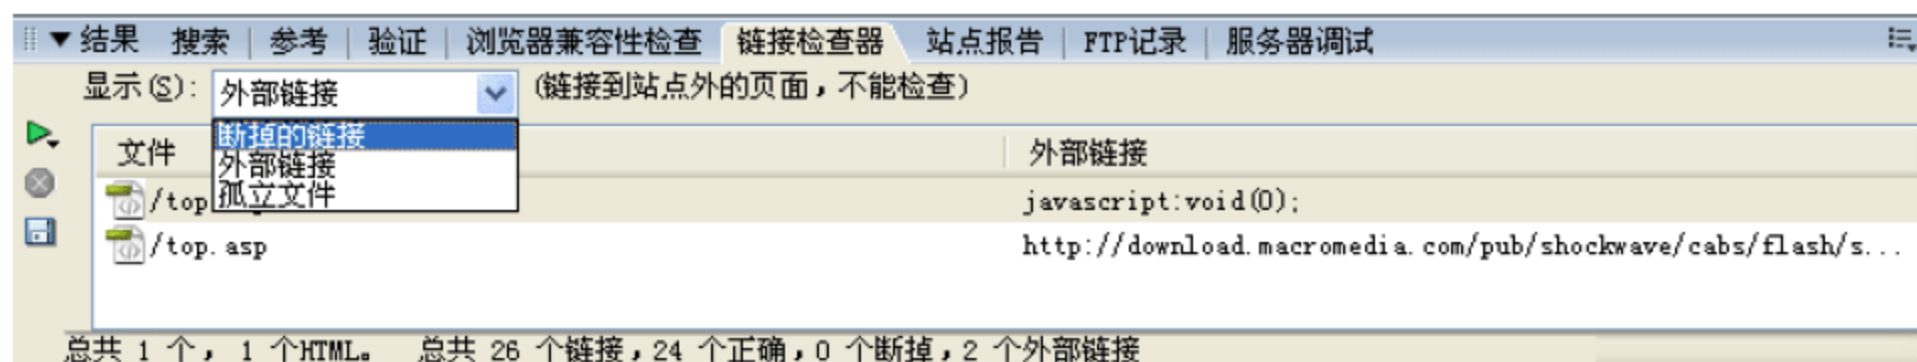 结果 搜索 参考 验证 浏览器兼容性检查 链接检查器 站点报告 FTP记录 服务器调试
显示(S): 外部链接 (链接到站点外的页面，不能检查)
断掉的链接
外部链接
孤立文件
文件 外部链接
/top javascript:void(0);
/top.asp http://download.macromedia.com/pub/shockwave/cabs/flash/s...
总共 1 个， 1 个HTML。 总共 26 个链接，24 个正确，0 个断掉，2 个外部链接